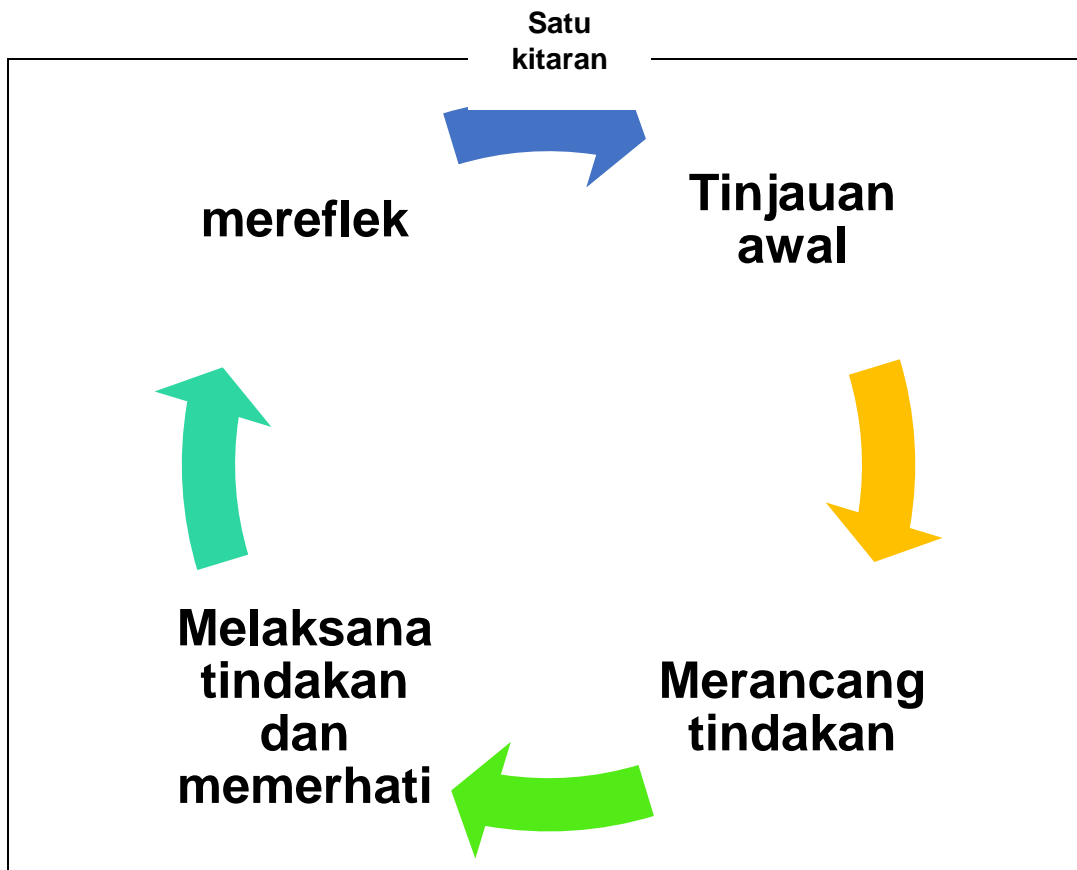 Satu
kitaran
mereflek
Tinjauan
awal
Merancang
tindakan
Melaksana
tindakan
dan
memerhati